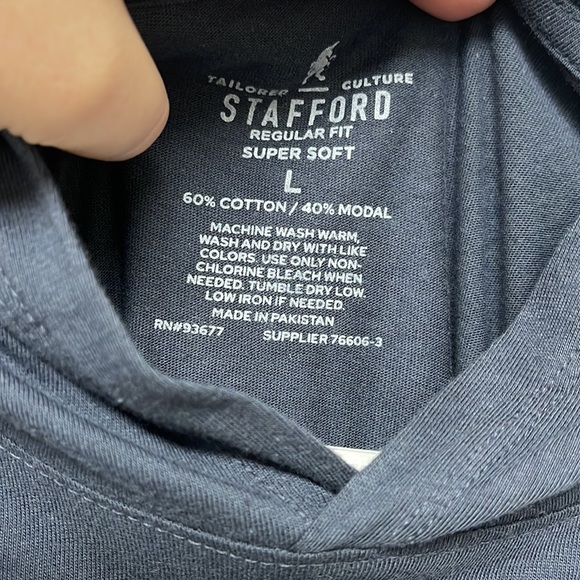 TAILORED CULTURE
STAFFORD
REGULAR FIT
SUPER SOFT
L
60% COTTON / 40% MODAL
MACHINE WASH WARM,
WASH AND DRY WITH LIKE
COLORS. USE ONLY NON-
CHLORINE BLEACH WHEN
NEEDED. TUMBLE DRY LOW.
LOW IRON IF NEEDED.
MADE IN PAKISTAN
RN#93677 SUPPLIER 76606-3